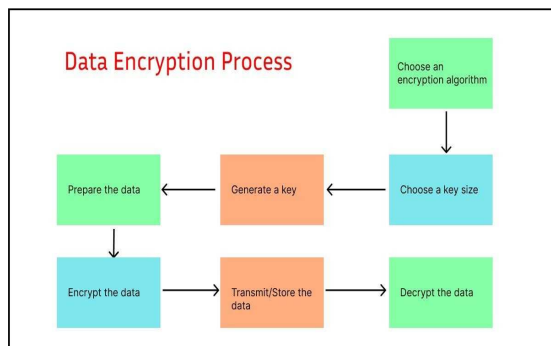 Data Encryption Process
Choose an
encryption algorithm
Choose a key size
Generate a key
Prepare the data
Encrypt the data
Transmit/Store the
data
Decrypt the data